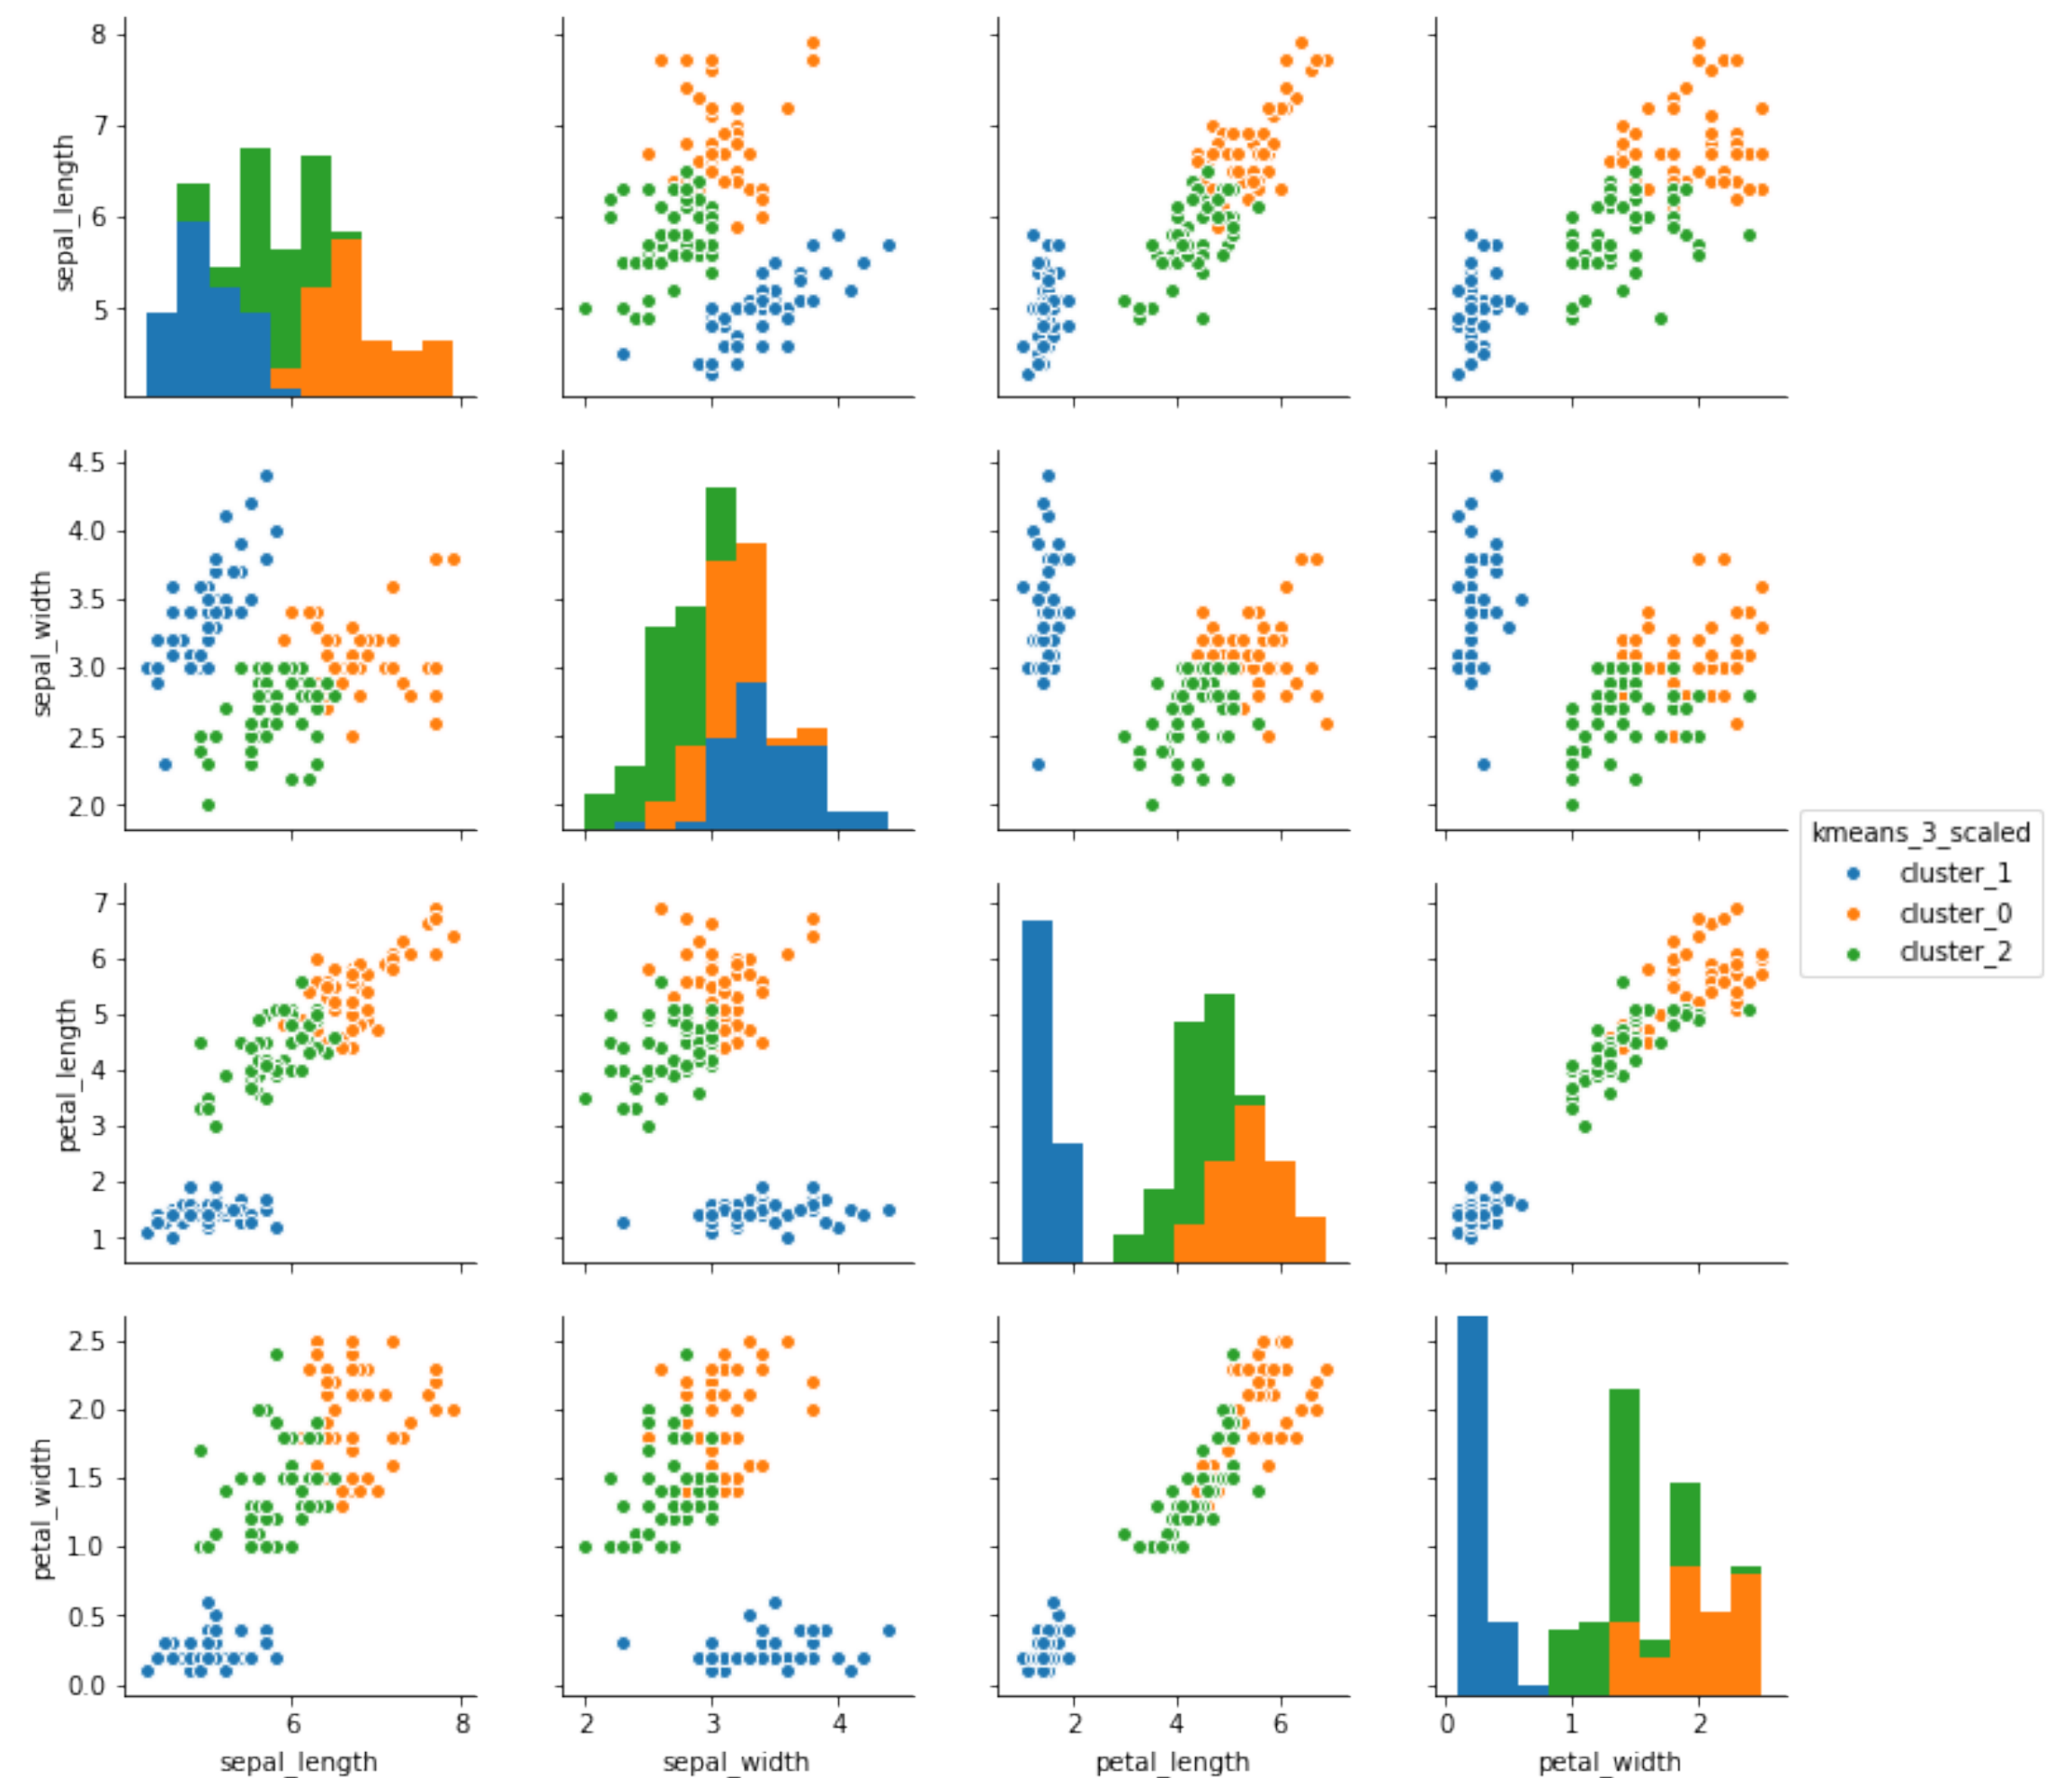 8
7
6
5
sepal_length
4.5
4.0
3.5
3.0
2.5
2.0
sepal_width
kmeans_3_scaled
cluster_1
cluster_0
cluster_2
7
6
5
4
3
2
1
petal_length
2.5
2.0
1.5
1.0
0.5
0.0
petal_width
6 8
2 3 4
2 4 6
0 1 2
sepal_length
sepal_width
petal_length
petal_width